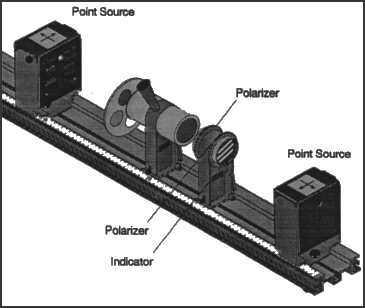 Point Source
Polarizer
Point Source
Polarizer
Indicator